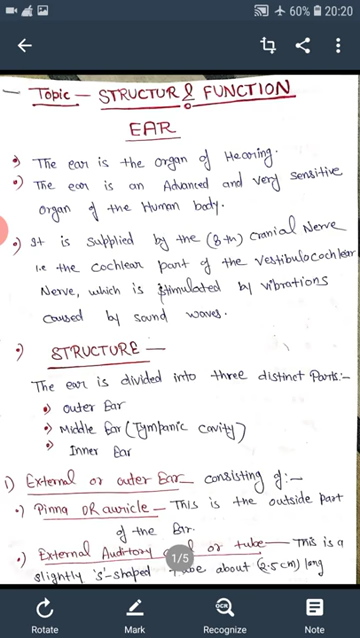 60% 20:20
— Topic — STRUCTUR & FUNCTION
EAR
The ear is the organ of Hearing.
The ear is an Advanced and very sensitive
organ of the Human body.
It is supplied by the (8th) cranial Nerve
i.e the cochlear part of the vestibulocochlear
Nerve, which is stimulated by vibrations
caused by sound waves.
STRUCTURE —
The ear is divided into three distinct Parts:-
outer Ear
Middle Ear (Tympanic cavity)
Inner Ear
1) External or outer Ear consisting of:-
Pinna OR auricle — This is the outside part
of the Ear.
External Auditory or tube — This is a
1/5
slightly 's'-shaped tube about (2.5cm) long
Rotate Mark Recognize Save
OCR